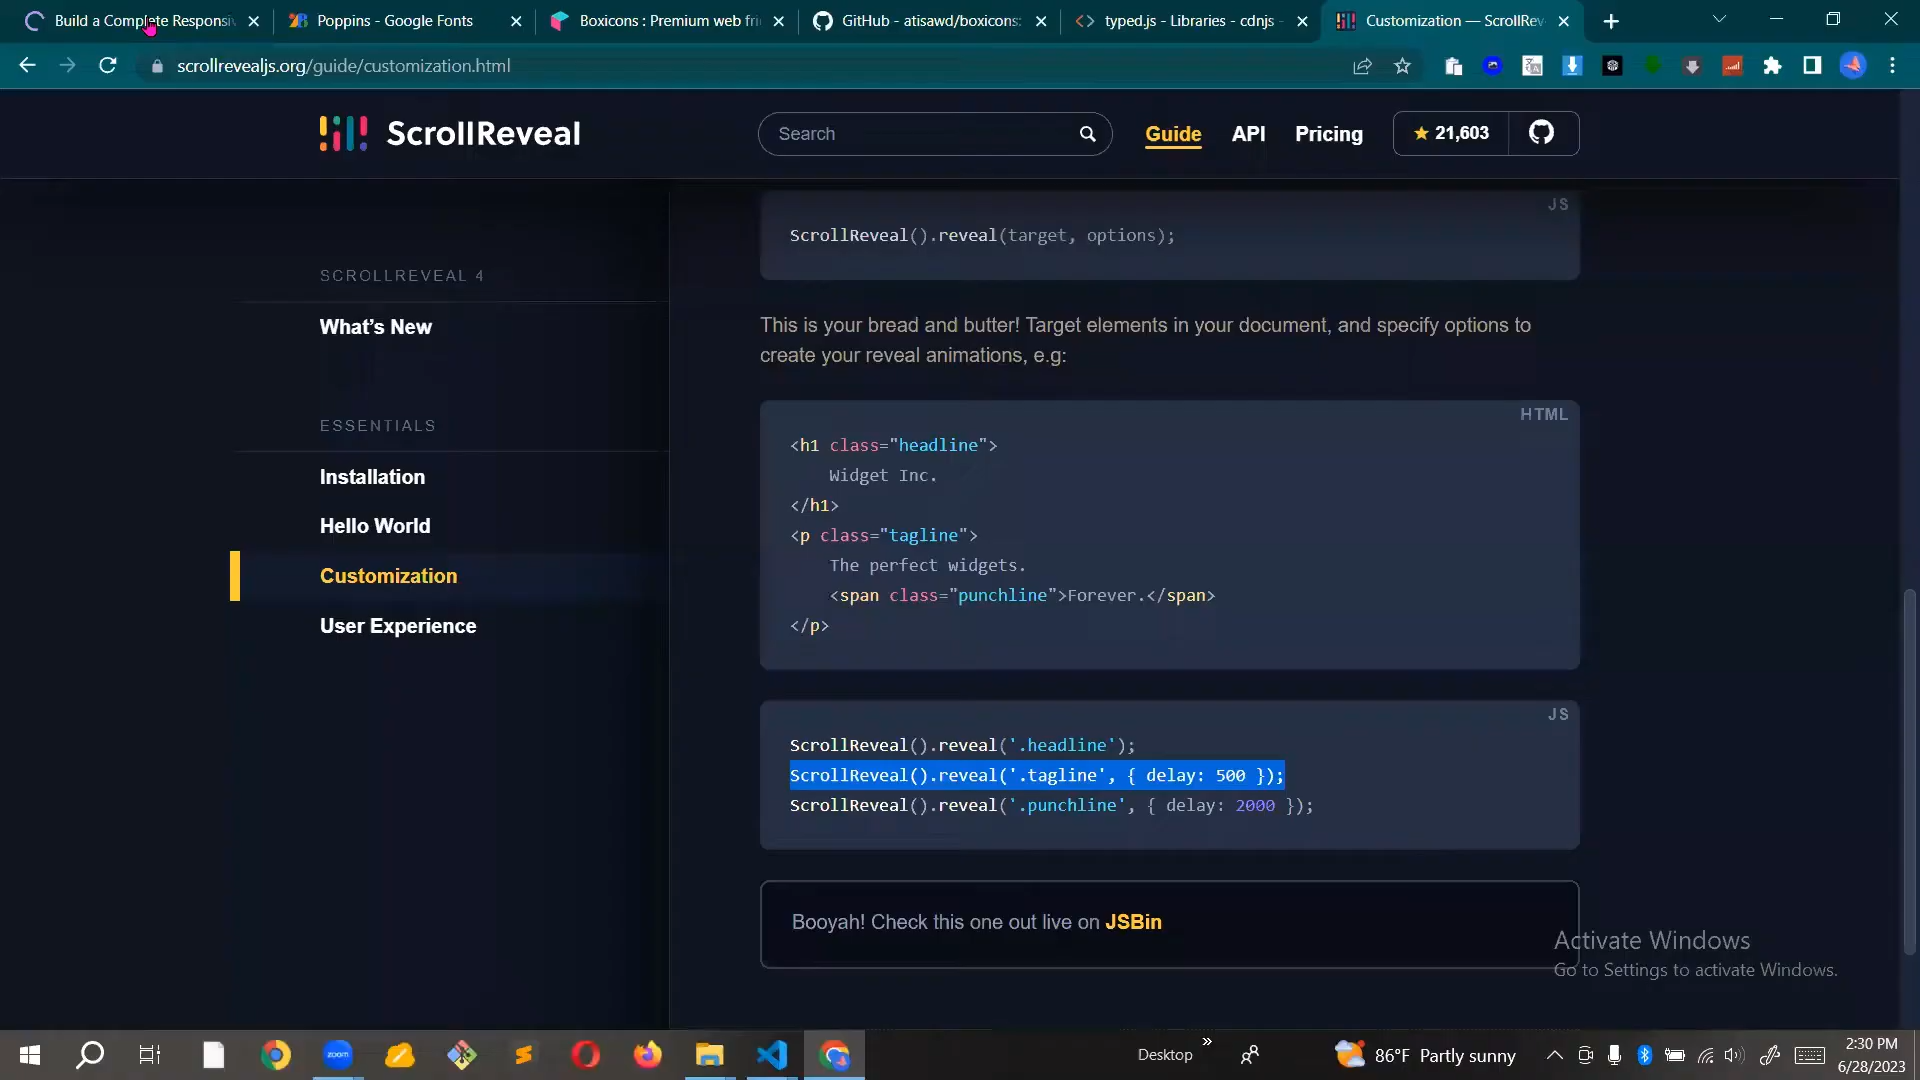 Build a Complete Responsiv
Poppins - Google Fonts
Boxicons : Premium web fri
GitHub - atisawd/boxicons:
typed.js - Libraries - cdnjs -
Customization — ScrollRev
scrollrevealjs.org/guide/customization.html
ScrollReveal
Search
Guide
API
Pricing
★ 21,603
JS
ScrollReveal().reveal(target, options);
SCROLLREVEAL 4
What’s New
ESSENTIALS
Installation
Hello World
Customization
User Experience
This is your bread and butter! Target elements in your document, and specify options to
create your reveal animations, e.g:
HTML
<h1 class="headline">
Widget Inc.
</h1>
<p class="tagline">
The perfect widgets.
<span class="punchline">Forever.</span>
</p>
JS
ScrollReveal().reveal('.headline');
ScrollReveal().reveal('.tagline', { delay: 500 });
ScrollReveal().reveal('.punchline', { delay: 2000 });
Booyah! Check this one out live on JSBin
Activate Windows
Go to Settings to activate Windows.
zoom
Desktop
86°F Partly sunny
2:30 PM
6/28/2023